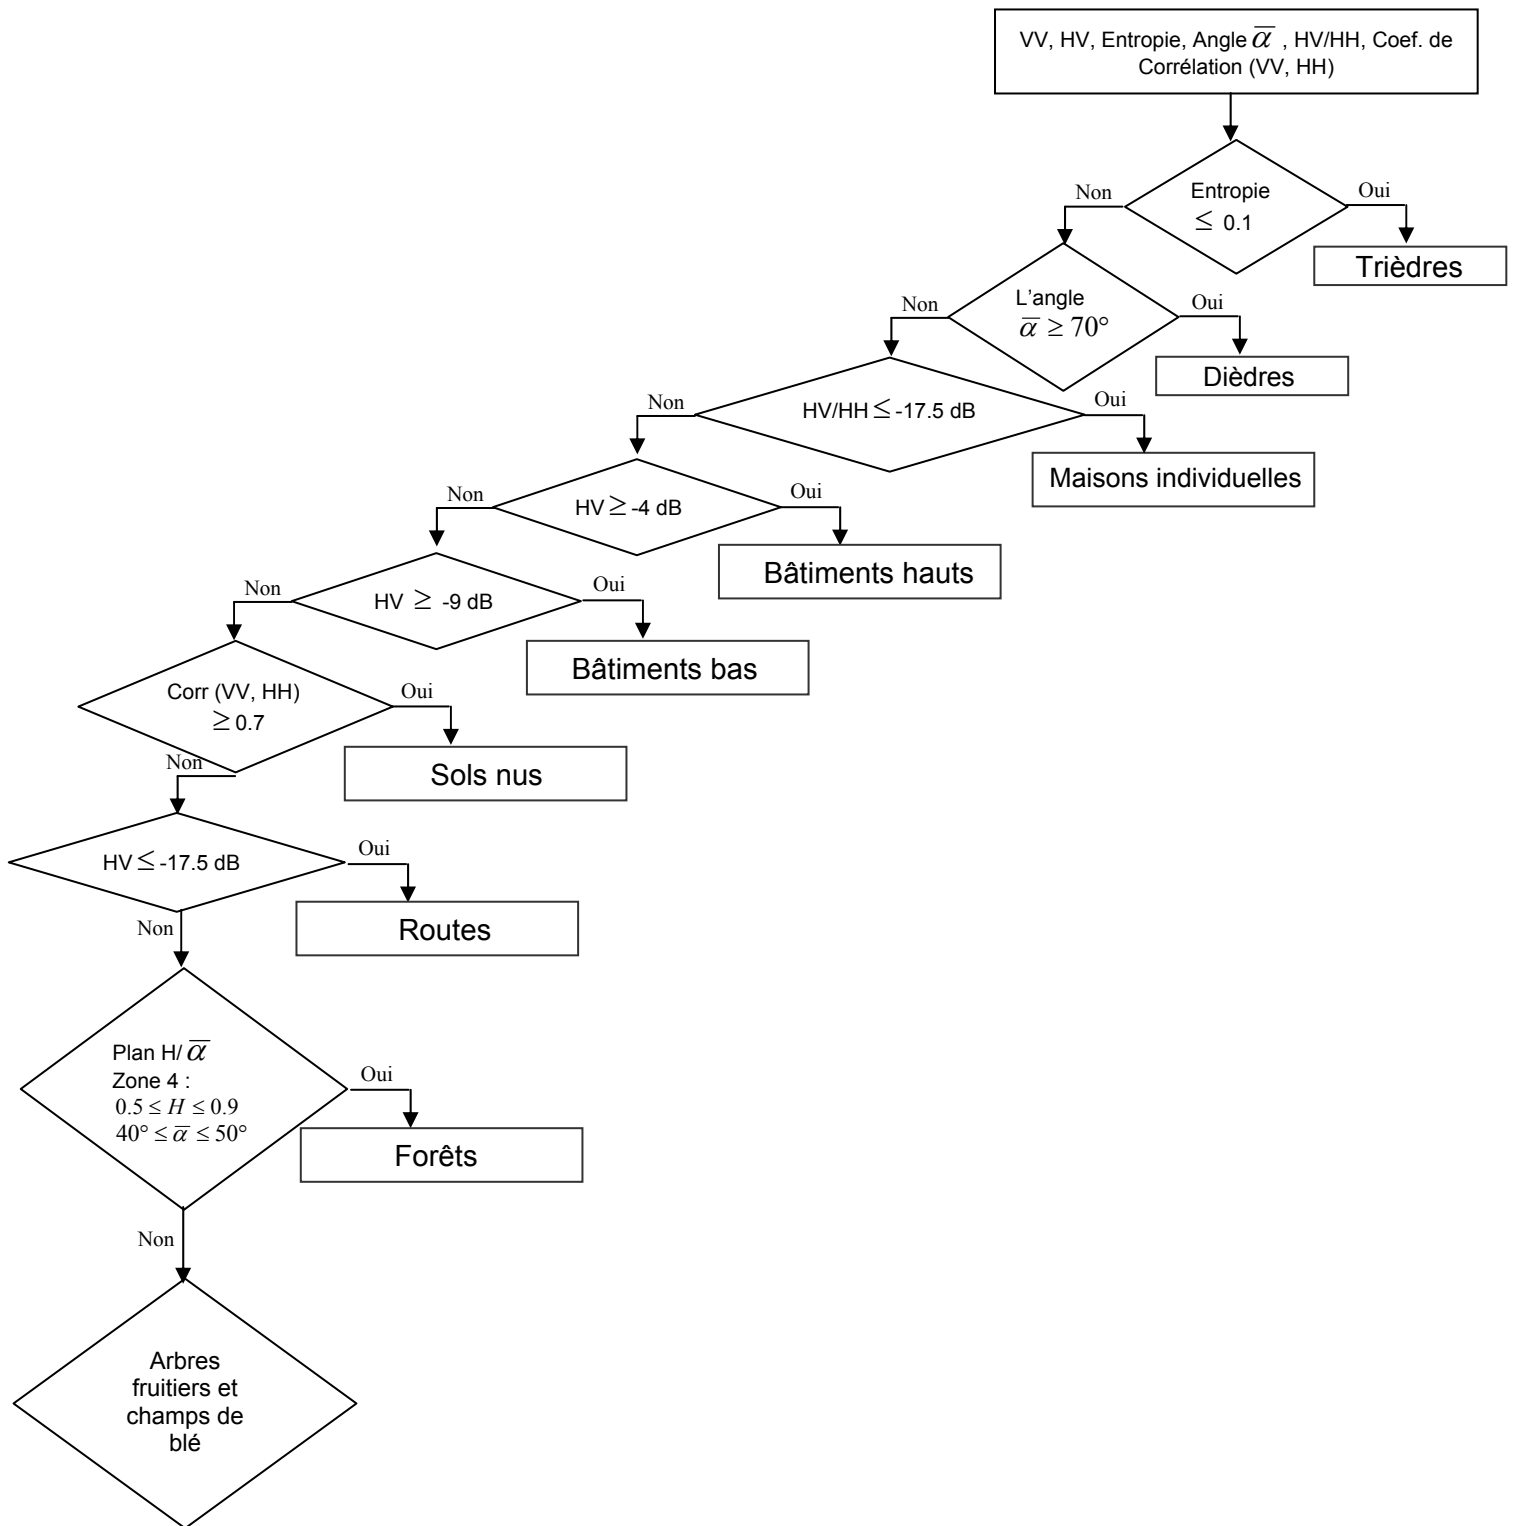 VV, HV, Entropie, Angle α̅ , HV/HH, Coef. de
Corrélation (VV, HH)
Entropie
≤ 0.1
Non
Oui
Trièdres
L'angle
α̅ ≥ 70°
Non
Oui
Dièdres
HV/HH ≤ -17.5 dB
Non
Oui
Maisons individuelles
HV ≥ -4 dB
Non
Oui
Bâtiments hauts
HV ≥ -9 dB
Non
Oui
Bâtiments bas
Corr (VV, HH)
≥ 0.7
Oui
Non
Sols nus
HV ≤ -17.5 dB
Oui
Non
Routes
Plan H/ α̅
Zone 4 :
0.5 ≤ H ≤ 0.9
40° ≤ α̅ ≤ 50°
Oui
Forêts
Non
Arbres
fruitiers et
champs de
blé